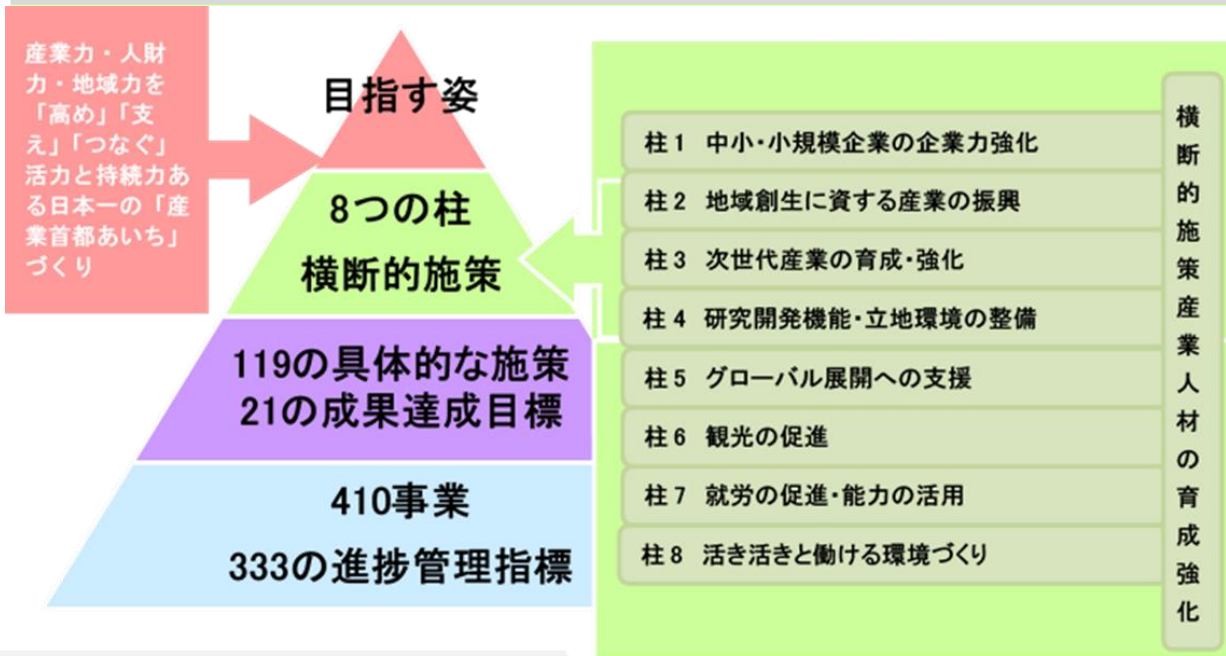 産業力・人財
力・地域力を
「高め」「支
え」「つなぐ」
活力と持続力あ
る日本一の「産
業首都あいち」
づくり
目指す姿
8つの柱
横断的施策
119の具体的な施策
21の成果達成目標
410事業
333の進捗管理指標
柱1 中小・小規模企業の企業力強化
柱2 地域創生に資する産業の振興
柱3 次世代産業の育成・強化
柱4 研究開発機能・立地環境の整備
柱5 グローバル展開への支援
柱6 観光の促進
柱7 就労の促進・能力の活用
柱8 活き活きと働ける環境づくり
横断的施策産業人材の育成強化